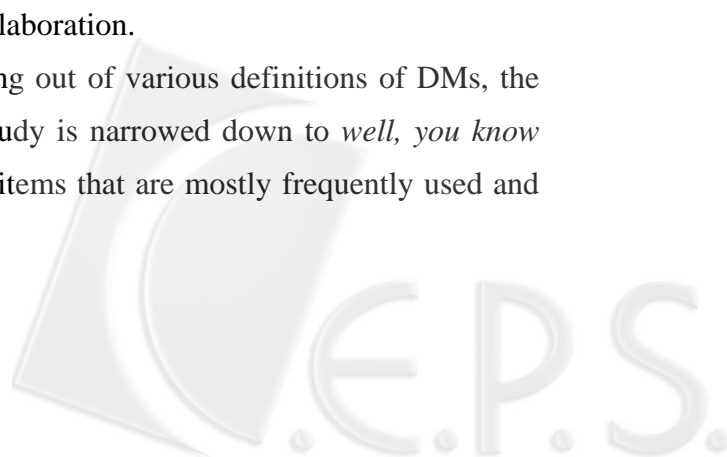 laboration.
ng out of various definitions of DMs, the
udy is narrowed down to well, you know
items that are mostly frequently used and
C.E.P.S.